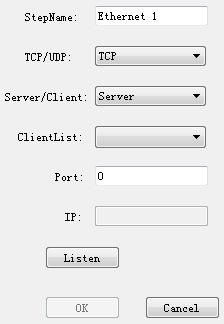 StepName: Ethernet 1
TCP/UDP: TCP
Server/Client: Server
ClientList:
Port: 0
IP:
Listen
OK Cancel